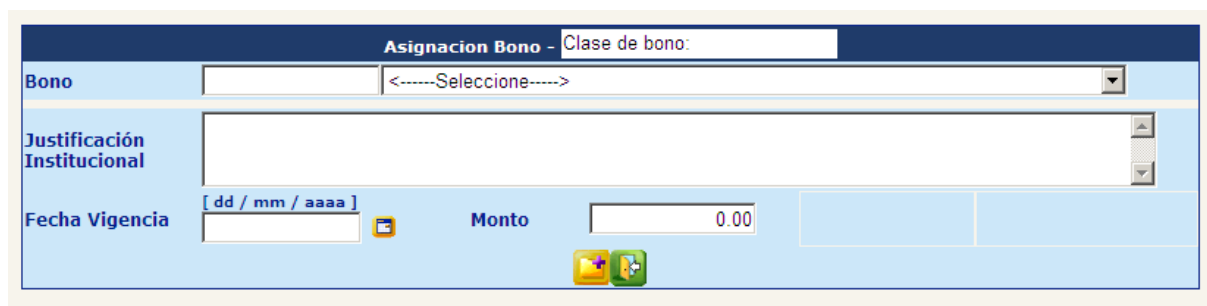 Asignacion Bono - Clase de bono:
Bono <------Seleccione----->
Justificación
Institucional
[ dd / mm / aaaa ]
Fecha Vigencia Monto 0.00